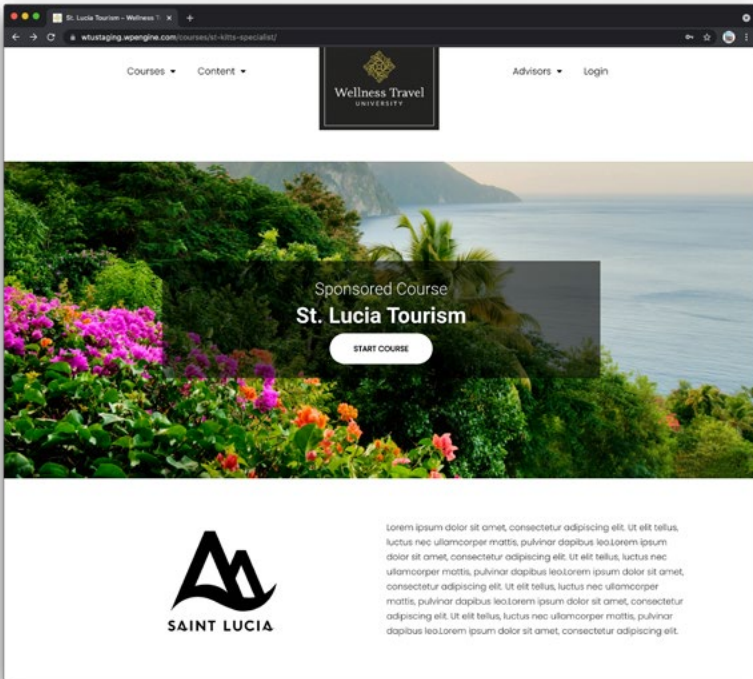 St. Lucia Tourism - Wellness T
wtustaging.wpengine.com/courses/st-kitts-specialist/
Courses Content Advisors Login
Wellness Travel
UNIVERSITY
Sponsored Course
St. Lucia Tourism
START COURSE
SAINT LUCIA
Lorem ipsum dolor sit amet, consectetur adipiscing elit. Ut elit tellus,
luctus nec ullamcorper mattis, pulvinar dapibus leo.Lorem ipsum
dolor sit amet, consectetur adipiscing elit. Ut elit tellus, luctus nec
ullamcorper mattis, pulvinar dapibus leo.Lorem ipsum dolor sit amet,
consectetur adipiscing elit. Ut elit tellus, luctus nec ullamcorper
mattis, pulvinar dapibus leo.Lorem ipsum dolor sit amet, consectetur
adipiscing elit. Ut elit tellus, luctus nec ullamcorper mattis, pulvinar
dapibus leo.Lorem ipsum dolor sit amet, consectetur adipiscing elit.